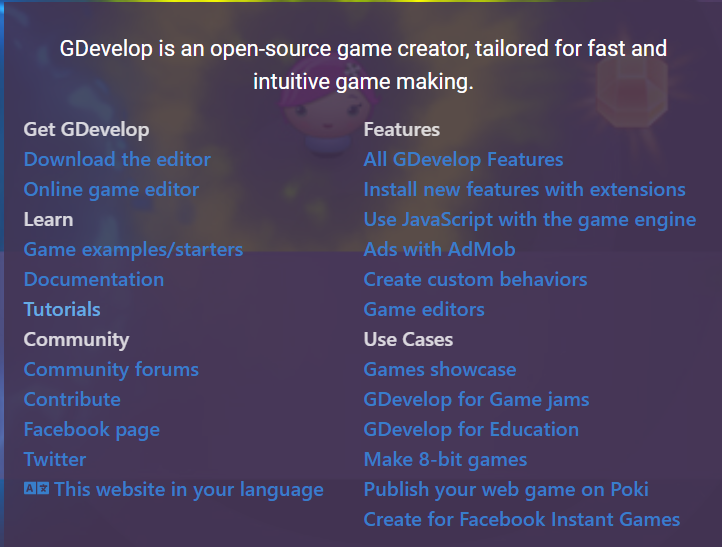 GDevelop is an open-source game creator, tailored for fast and
intuitive game making.
Get GDevelop
Download the editor
Online game editor
Learn
Game examples/starters
Documentation
Tutorials
Community
Community forums
Contribute
Facebook page
Twitter
This website in your language
Features
All GDevelop Features
Install new features with extensions
Use JavaScript with the game engine
Ads with AdMob
Create custom behaviors
Game editors
Use Cases
Games showcase
GDevelop for Game jams
GDevelop for Education
Make 8-bit games
Publish your web game on Poki
Create for Facebook Instant Games